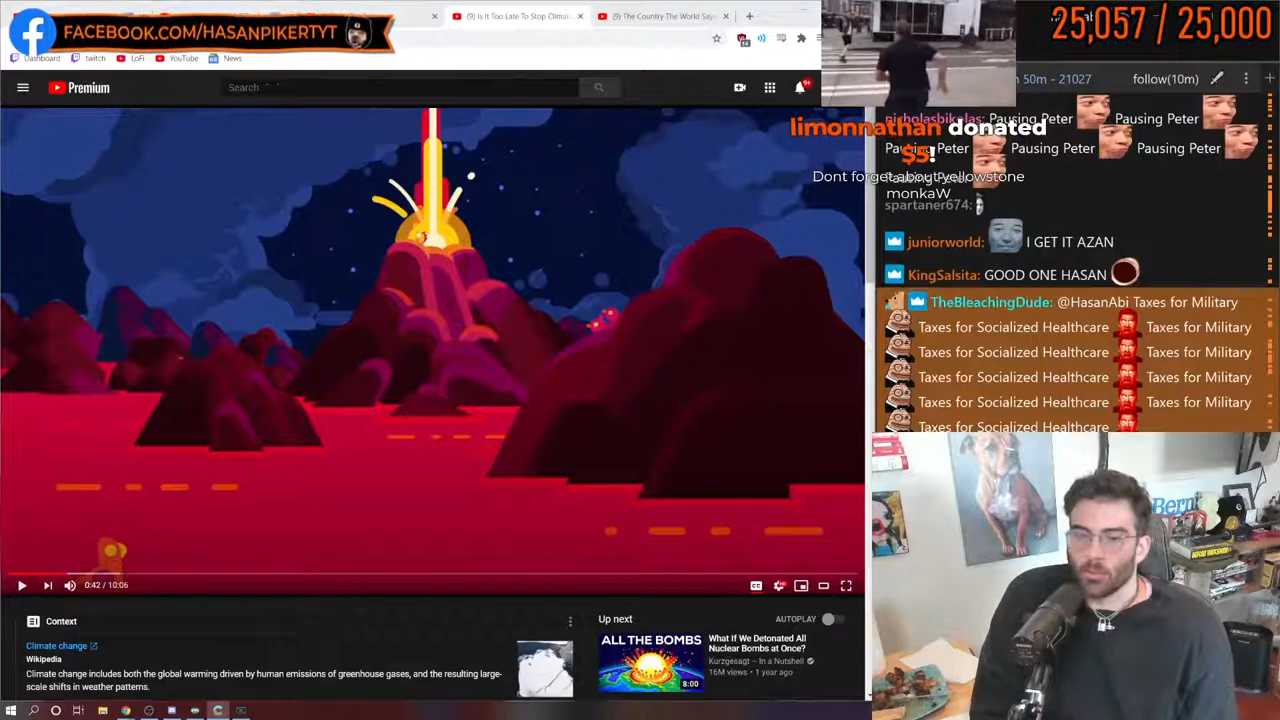 FACEBOOK.COM/HASANPIKERTYT
(9) Is It Too Late To Stop Clima
(9) The Country The World Say
25,057 / 25,000
Dashboard twitch LoFi YouTube News
14
50m - 21027 follow(10m)
Premium
Search
9+
Pausing Peter Pausing Peter
limonnathan donated
$5!
Dont forget about yellowstone
monkaW
Pausing Peter Pausing Peter
spartaner674:
juniorworld: I GET IT AZAN
KingSalsita: GOOD ONE HASAN
TheBleachingDude: @HasanAbi Taxes for Military
Taxes for Socialized Healthcare Taxes for Military
Taxes for Socialized Healthcare Taxes for Military
Taxes for Socialized Healthcare Taxes for Military
Taxes for Socialized Healthcare Taxes for Military
Taxes for Socialized Healthcare
Bern
0:42 / 10:06
Context
Climate change
Wikipedia
Climate change includes both the global warming driven by human emissions of greenhouse gases, and the resulting large-
scale shifts in weather patterns.
Up next
AUTOPLAY
ALL THE BOMBS
8:00
What If We Detonated All
Nuclear Bombs at Once?
Kurzgesagt – In a Nutshell
16M views • 1 year ago